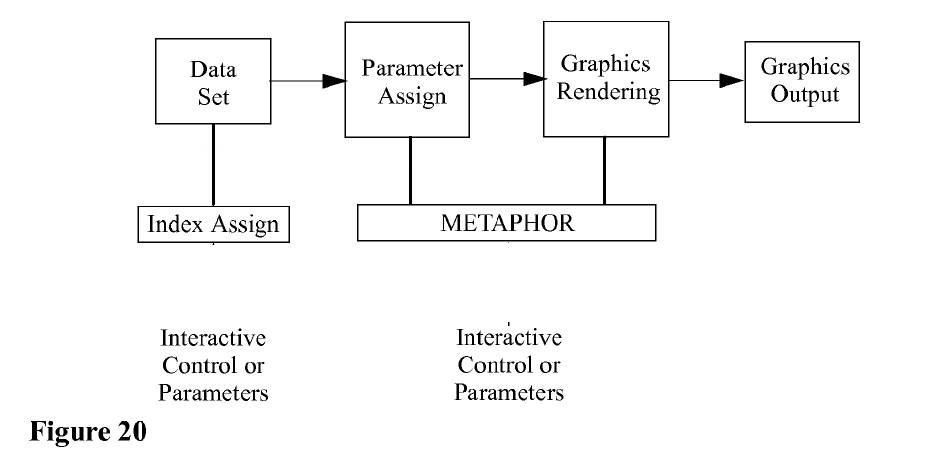 Data
Set
Parameter
Assign
Graphics
Rendering
Graphics
Output
Index Assign
METAPHOR
Interactive
Control or
Parameters
Interactive
Control or
Parameters
Figure 20